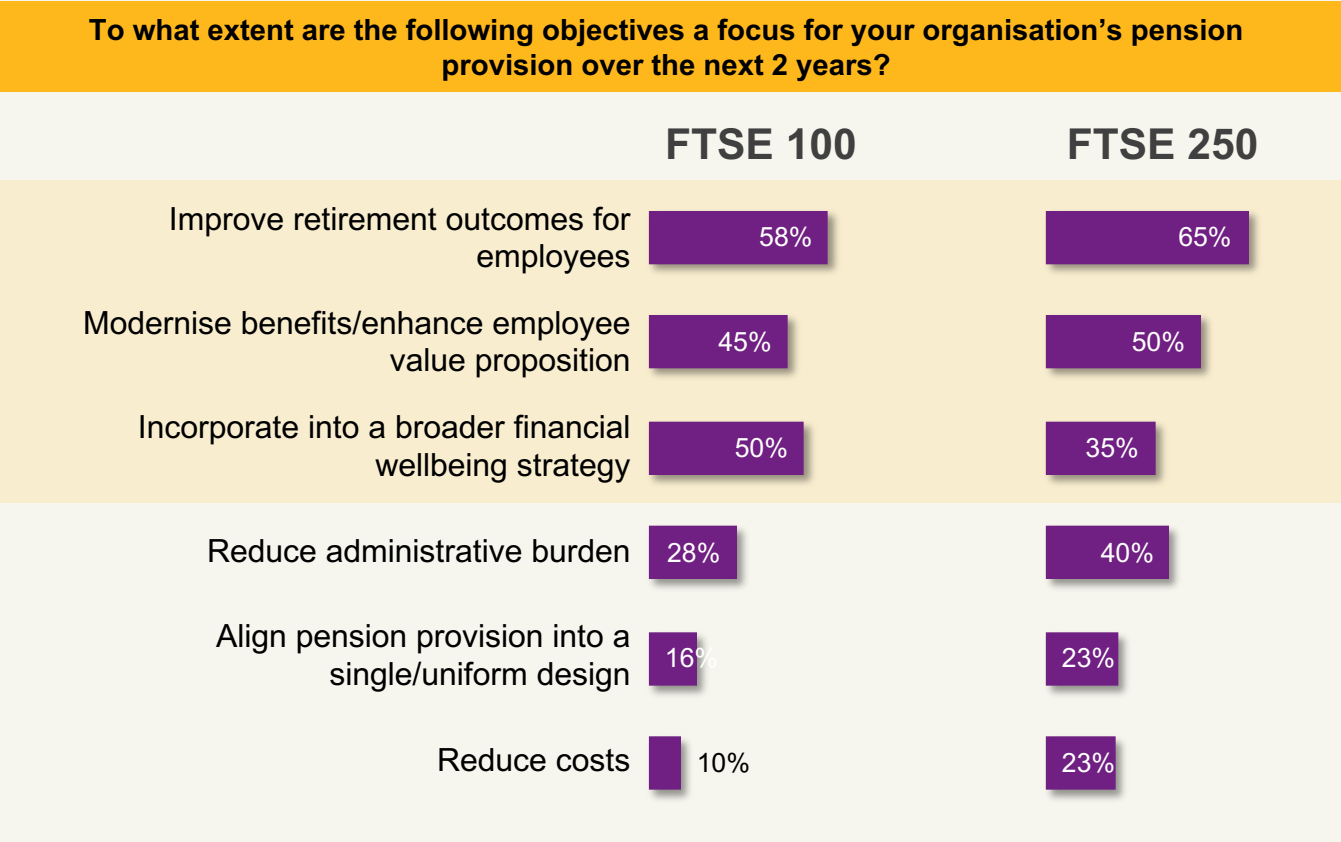 To what extent are the following objectives a focus for your organisation’s pension
provision over the next 2 years?
FTSE 100
FTSE 250
Improve retirement outcomes for
employees
58%
65%
Modernise benefits/enhance employee
value proposition
45%
50%
Incorporate into a broader financial
wellbeing strategy
50%
35%
Reduce administrative burden
28%
40%
Align pension provision into a
single/uniform design
16%
23%
Reduce costs
10%
23%